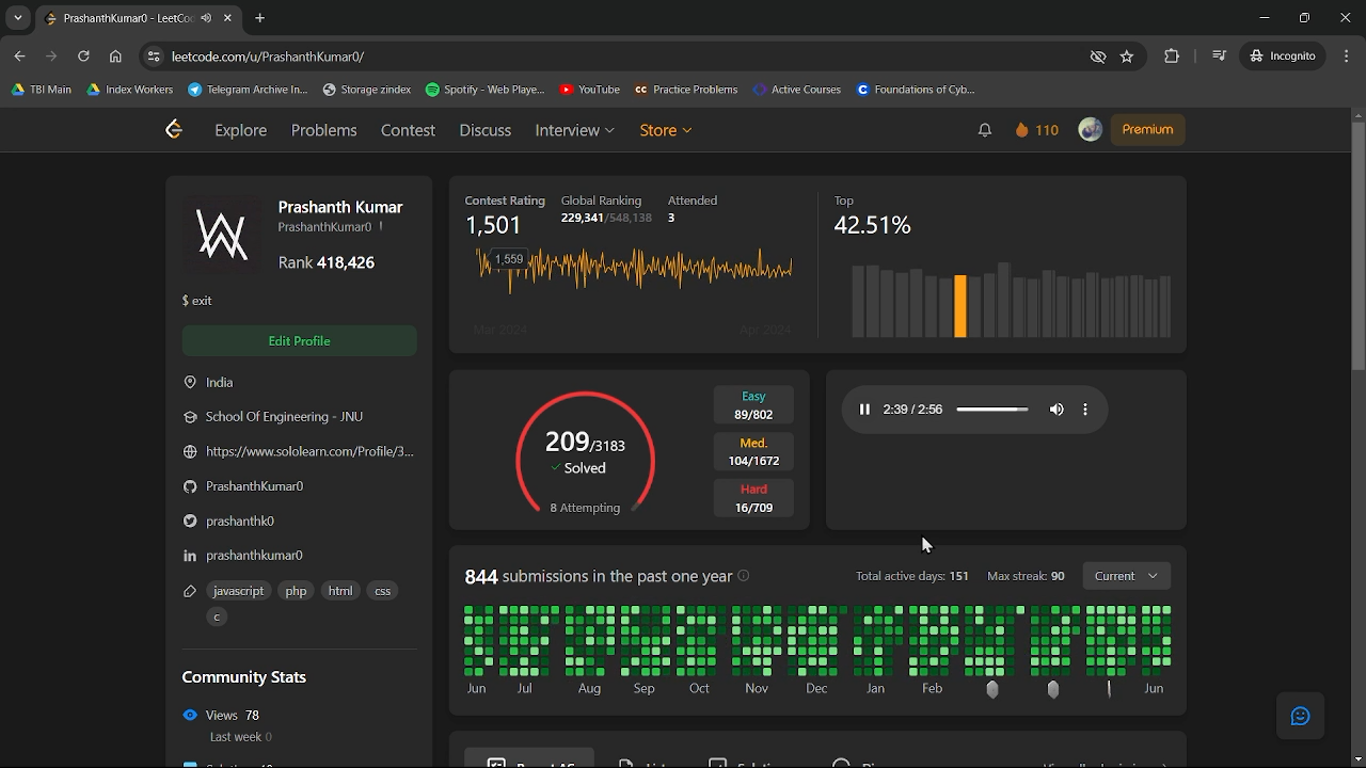 PrashanthKumar0 - LeetCo
leetcode.com/u/PrashanthKumar0/
Incognito
TBI Main
Index Workers
Telegram Archive In...
Storage zindex
Spotify - Web Playe...
YouTube
CC Practice Problems
Active Courses
C Foundations of Cyb...
Explore
Problems
Contest
Discuss
Interview
Store
110
Premium
Prashanth Kumar
PrashanthKumar0
Rank 418,426
$ exit
Edit Profile
India
School Of Engineering - JNU
https://www.sololearn.com/Profile/3...
PrashanthKumar0
prashanthk0
in prashanthkumar0
javascript
php
html
css
c
Community Stats
Views 78
Last week 0
Contest Rating
1,501
Global Ranking
229,341/548,138
Attended
3
1,559
Mar 2024
Apr 2024
Top
42.51%
209/3183
Solved
8 Attempting
Easy
89/802
Med.
104/1672
Hard
16/709
2:39 / 2:56
844 submissions in the past one year
Total active days: 151
Max streak: 90
Current
Jun
Jul
Aug
Sep
Oct
Nov
Dec
Jan
Feb
Jun